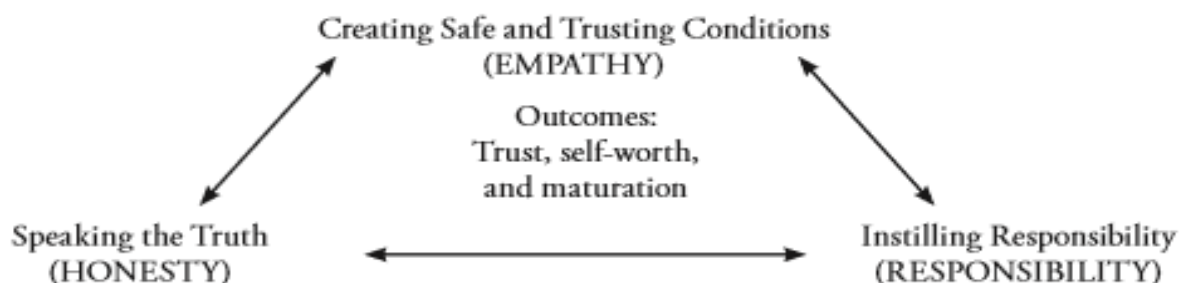 Creating Safe and Trusting Conditions
(EMPATHY)
Outcomes:
Trust, self-worth,
and maturation
Speaking the Truth
(HONESTY)
Instilling Responsibility
(RESPONSIBILITY)